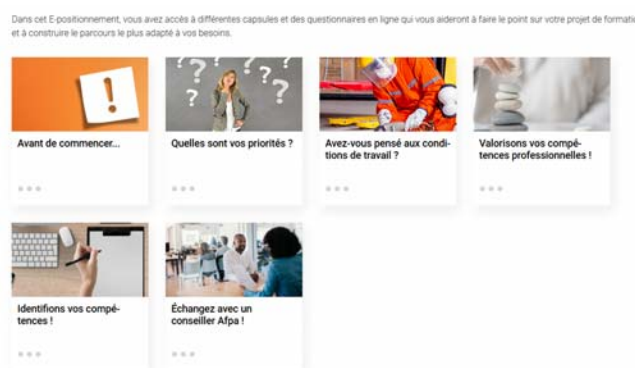 Dans cet E-positionnement, vous avez accès à différentes capsules et des questionnaires en ligne qui vous aideront à faire le point sur votre projet de formati
et à construire le parcours le plus adapté à vos besoins.
Avant de commencer...
Quelles sont vos priorités ?
Avez-vous pensé aux condi-
tions de travail ?
Valorisons vos compé-
tences professionnelles !
Identifions vos compé-
tences !
Échangez avec un
conseiller Afpa !